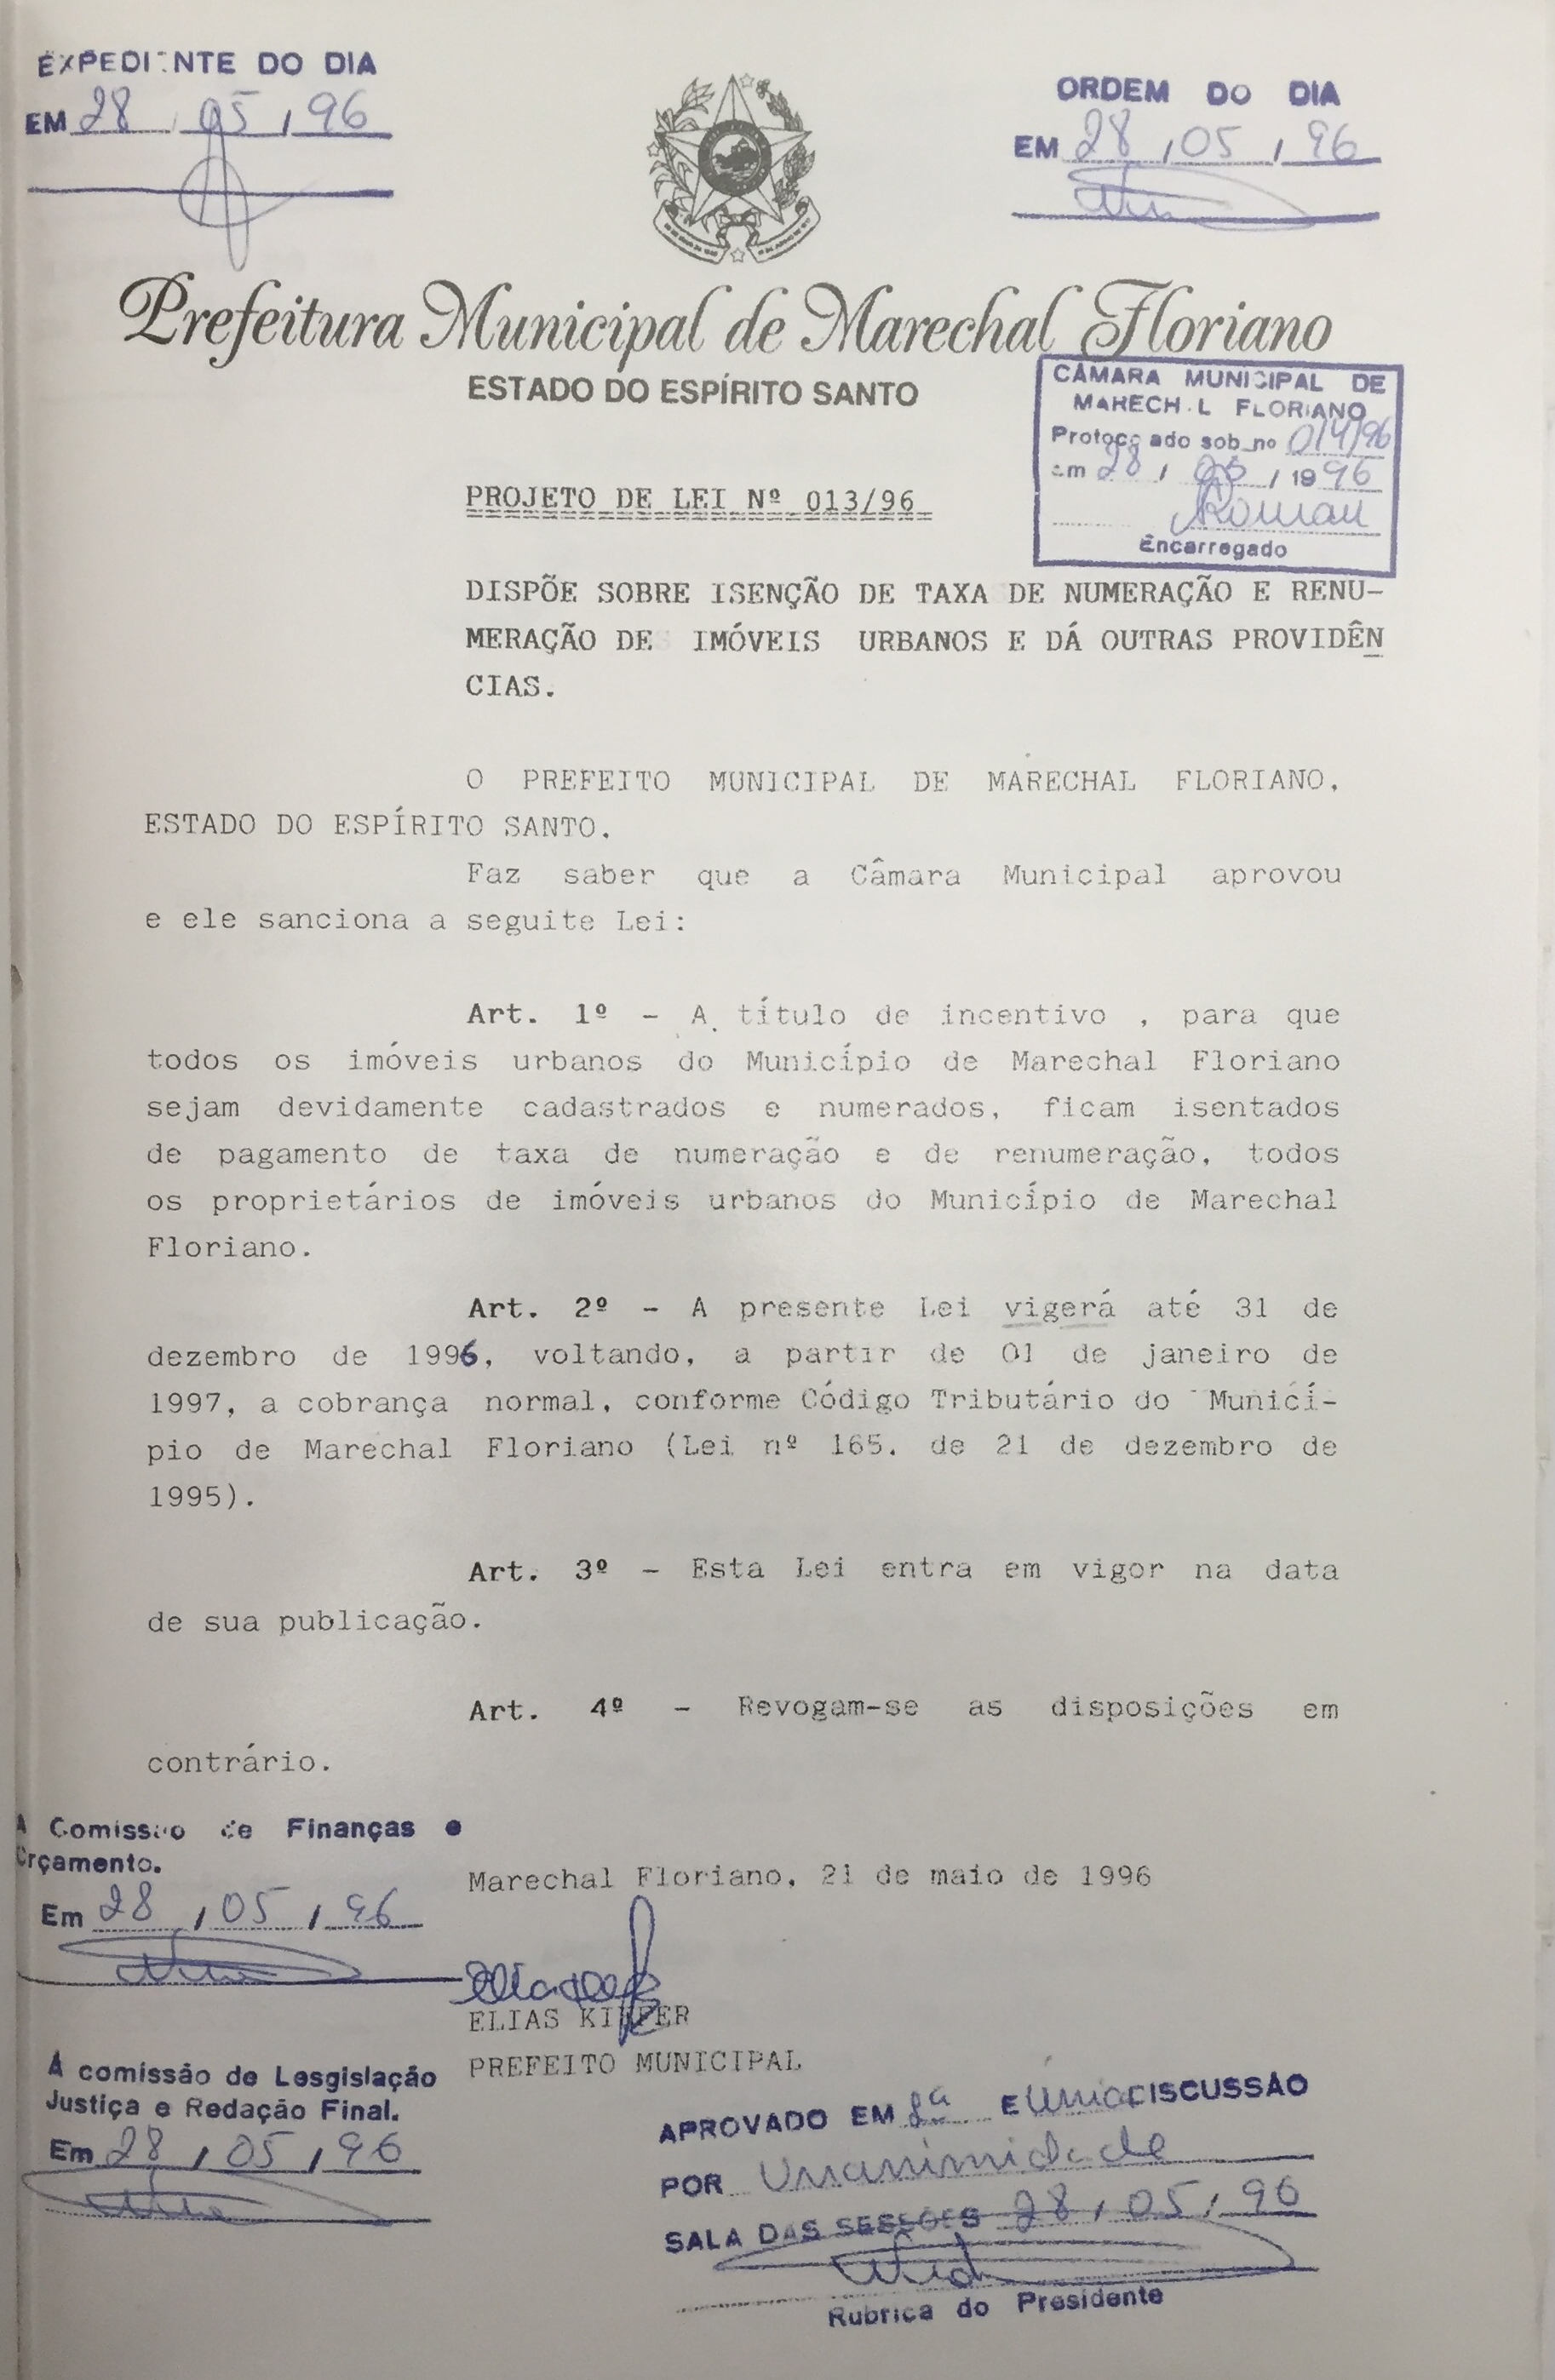 EXPEDIENTE DO DIA
EM 28 , 05 , 96
ORDEM DO DIA
EM 28 , 05 , 96
Prefeitura Municipal de Marechal Floriano
ESTADO DO ESPÍRITO SANTO
CÂMARA MUNICIPAL DE
MARECHAL FLORIANO
Protocolado sob no 014/96
em 28 / 05 / 1996
Encarregado
PROJETO DE LEI Nº 013/96
DISPÕE SOBRE ISENÇÃO DE TAXA DE NUMERAÇÃO E RENU-
MERAÇÃO DE IMÓVEIS URBANOS E DÁ OUTRAS PROVIDÊN
CIAS.
O PREFEITO MUNICIPAL DE MARECHAL FLORIANO,
ESTADO DO ESPÍRITO SANTO.
Faz saber que a Câmara Municipal aprovou
e ele sanciona a seguite Lei:
Art. 1º - A título de incentivo , para que
todos os imóveis urbanos do Município de Marechal Floriano
sejam devidamente cadastrados e numerados, ficam isentados
de pagamento de taxa de numeração e de renumeração, todos
os proprietários de imóveis urbanos do Município de Marechal
Floriano.
Art. 2º - A presente Lei vigerá até 31 de
dezembro de 1996, voltando, a partir de 01 de janeiro de
1997, a cobrança normal, conforme Código Tributário do Municí-
pio de Marechal Floriano (Lei nº 165, de 21 de dezembro de
1995).
Art. 3º - Esta Lei entra em vigor na data
de sua publicação.
Art. 4º - Revogam-se as disposições em
contrário.
A Comissão de Finanças e
Orçamento.
Em 28 / 05 / 96
Marechal Floriano, 21 de maio de 1996
ELIAS KIEFER
PREFEITO MUNICIPAL
A comissão de Lesgislação
Justiça e Redação Final.
Em 28 / 05 / 96
APROVADO EM 1ª E Única DISCUSSÃO
POR Unanimidade
SALA DAS SESSÕES 28 / 05 / 96
Rubrica do Presidente